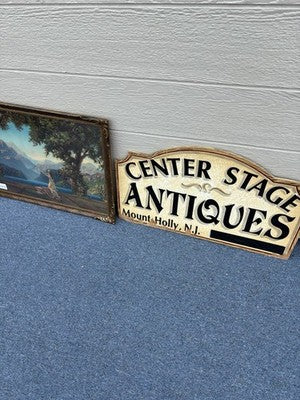 CENTER STAGE
ANTIQUES
Mount Holly, N.J.